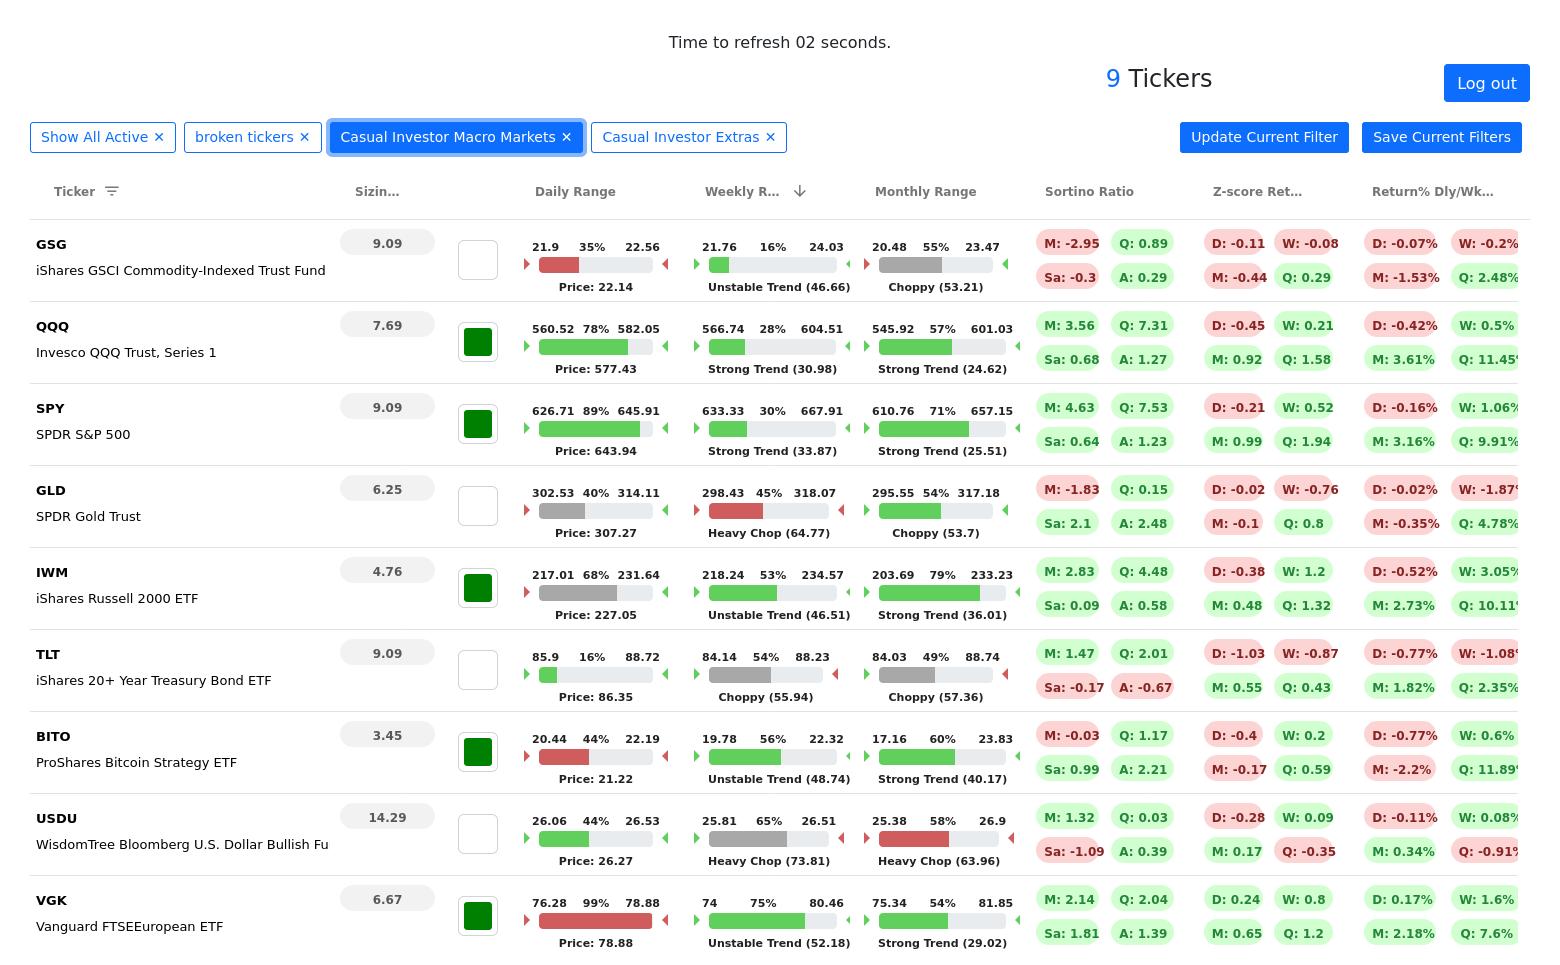 Time to refresh 02 seconds.
9 Tickers
Log out
Show All Active ✕ broken tickers ✕ Casual Investor Macro Markets ✕ Casual Investor Extras ✕ Update Current Filter Save Current Filters
Ticker Sizin... Daily Range Weekly R... Monthly Range Sortino Ratio Z-score Ret... Return% Dly/Wk...
GSG 9.09 21.9 35% 22.56 21.76 16% 24.03 20.48 55% 23.47 M: -2.95 Q: 0.89 D: -0.11 W: -0.08 D: -0.07% W: -0.2%
iShares GSCI Commodity-Indexed Trust Fund Price: 22.14 Unstable Trend (46.66) Choppy (53.21) Sa: -0.3 A: 0.29 M: -0.44 Q: 0.29 M: -1.53% Q: 2.48%
QQQ 7.69 560.52 78% 582.05 566.74 28% 604.51 545.92 57% 601.03 M: 3.56 Q: 7.31 D: -0.45 W: 0.21 D: -0.42% W: 0.5%
Invesco QQQ Trust, Series 1 Price: 577.43 Strong Trend (30.98) Strong Trend (24.62) Sa: 0.68 A: 1.27 M: 0.92 Q: 1.58 M: 3.61% Q: 11.45%
SPY 9.09 626.71 89% 645.91 633.33 30% 667.91 610.76 71% 657.15 M: 4.63 Q: 7.53 D: -0.21 W: 0.52 D: -0.16% W: 1.06%
SPDR S&P 500 Price: 643.94 Strong Trend (33.87) Strong Trend (25.51) Sa: 0.64 A: 1.23 M: 0.99 Q: 1.94 M: 3.16% Q: 9.91%
GLD 6.25 302.53 40% 314.11 298.43 45% 318.07 295.55 54% 317.18 M: -1.83 Q: 0.15 D: -0.02 W: -0.76 D: -0.02% W: -1.87%
SPDR Gold Trust Price: 307.27 Heavy Chop (64.77) Choppy (53.7) Sa: 2.1 A: 2.48 M: -0.1 Q: 0.8 M: -0.35% Q: 4.78%
IWM 4.76 217.01 68% 231.64 218.24 53% 234.57 203.69 79% 233.23 M: 2.83 Q: 4.48 D: -0.38 W: 1.2 D: -0.52% W: 3.05%
iShares Russell 2000 ETF Price: 227.05 Unstable Trend (46.51) Strong Trend (36.01) Sa: 0.09 A: 0.58 M: 0.48 Q: 1.32 M: 2.73% Q: 10.11%
TLT 9.09 85.9 16% 88.72 84.14 54% 88.23 84.03 49% 88.74 M: 1.47 Q: 2.01 D: -1.03 W: -0.87 D: -0.77% W: -1.08%
iShares 20+ Year Treasury Bond ETF Price: 86.35 Choppy (55.94) Choppy (57.36) Sa: -0.17 A: -0.67 M: 0.55 Q: 0.43 M: 1.82% Q: 2.35%
BITO 3.45 20.44 44% 22.19 19.78 56% 22.32 17.16 60% 23.83 M: -0.03 Q: 1.17 D: -0.4 W: 0.2 D: -0.77% W: 0.6%
ProShares Bitcoin Strategy ETF Price: 21.22 Unstable Trend (48.74) Strong Trend (40.17) Sa: 0.99 A: 2.21 M: -0.17 Q: 0.59 M: -2.2% Q: 11.89%
USDU 14.29 26.06 44% 26.53 25.81 65% 26.51 25.38 58% 26.9 M: 1.32 Q: 0.03 D: -0.28 W: 0.09 D: -0.11% W: 0.08%
WisdomTree Bloomberg U.S. Dollar Bullish Fu Price: 26.27 Heavy Chop (73.81) Heavy Chop (63.96) Sa: -1.09 A: 0.39 M: 0.17 Q: -0.35 M: 0.34% Q: -0.91%
VGK 6.67 76.28 99% 78.88 74 75% 80.46 75.34 54% 81.85 M: 2.14 Q: 2.04 D: 0.24 W: 0.8 D: 0.17% W: 1.6%
Vanguard FTSEEuropean ETF Price: 78.88 Unstable Trend (52.18) Strong Trend (29.02) Sa: 1.81 A: 1.39 M: 0.65 Q: 1.2 M: 2.18% Q: 7.6%